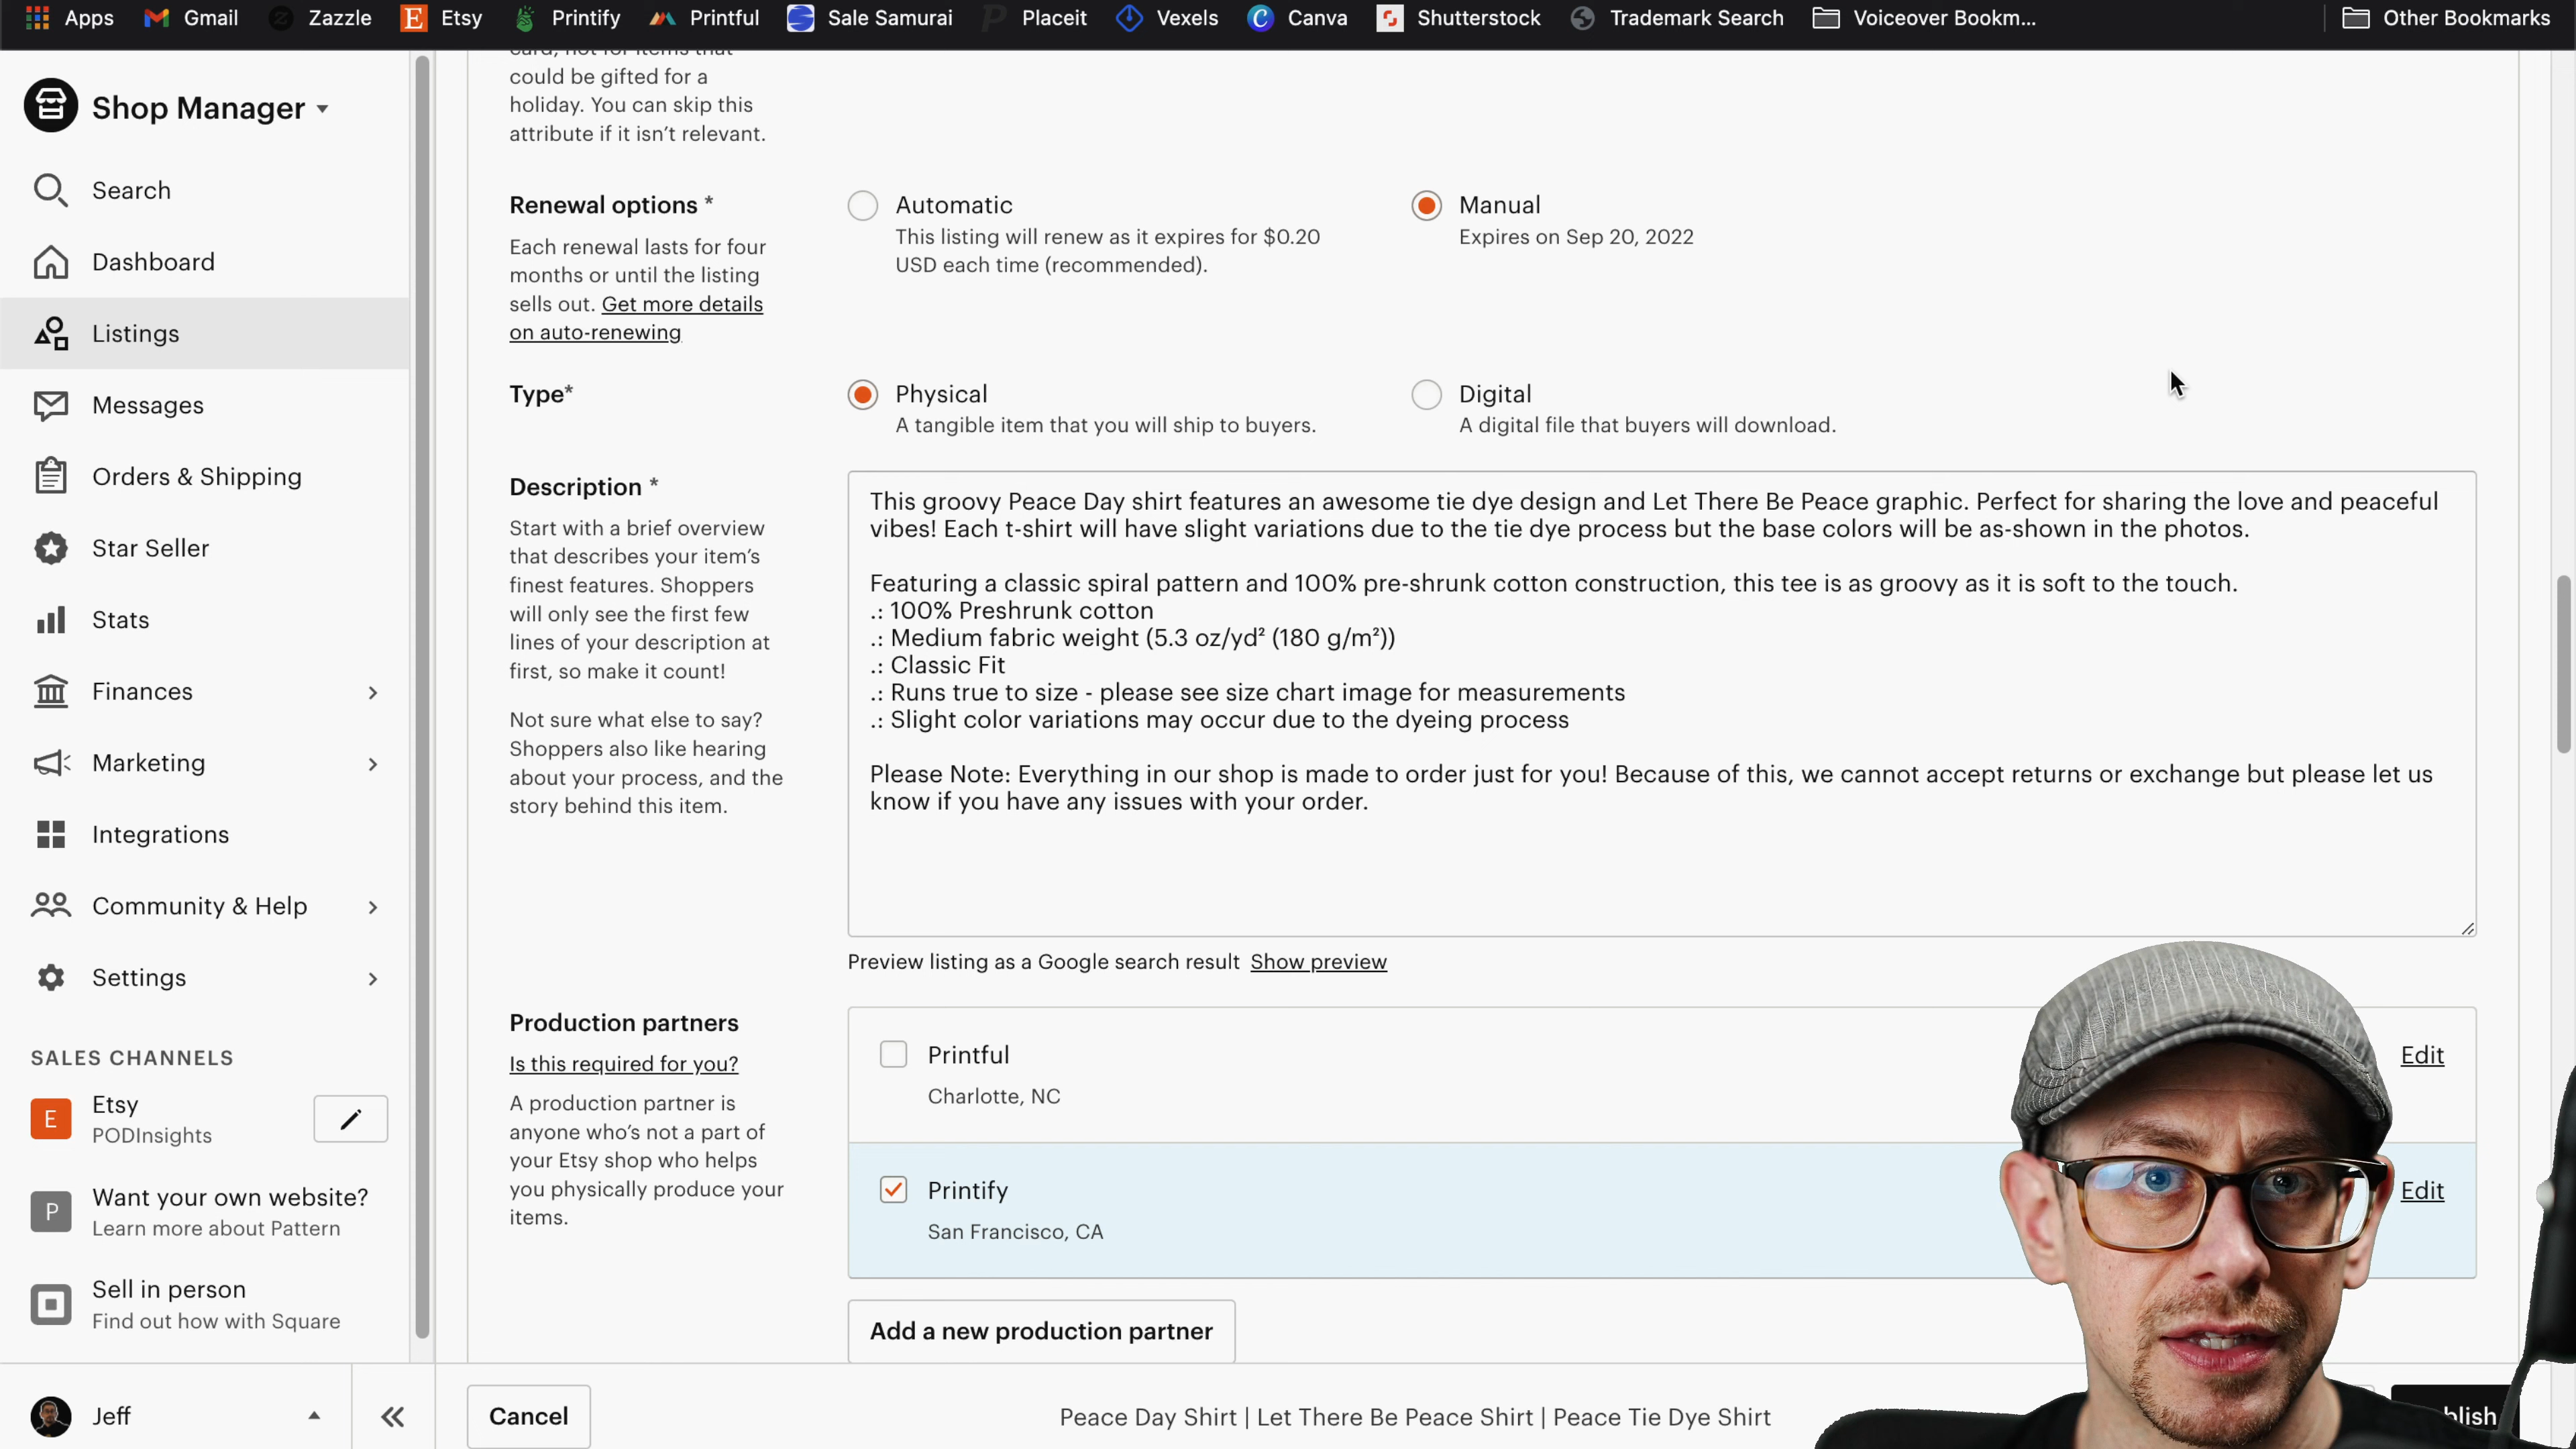 Apps Gmail Zazzle Etsy Printify Printful Sale Samurai Placeit Vexels Canva Shutterstock Trademark Search Voiceover Bookm... Other Bookmarks
Shop Manager
Search
Dashboard
Listings
Messages
Orders & Shipping
Star Seller
Stats
Finances
Marketing
Integrations
Community & Help
Settings
SALES CHANNELS
E
Etsy
PODInsights
P
Want your own website?
Learn more about Pattern
Sell in person
Find out how with Square
Jeff
card, not for items that
could be gifted for a
holiday. You can skip this
attribute if it isn't relevant.
Renewal options *
Each renewal lasts for four
months or until the listing
sells out. Get more details
on auto-renewing
Automatic
This listing will renew as it expires for $0.20
USD each time (recommended).
Manual
Expires on Sep 20, 2022
Type*
Physical
A tangible item that you will ship to buyers.
Digital
A digital file that buyers will download.
Description *
Start with a brief overview
that describes your item's
finest features. Shoppers
will only see the first few
lines of your description at
first, so make it count!
Not sure what else to say?
Shoppers also like hearing
about your process, and the
story behind this item.
This groovy Peace Day shirt features an awesome tie dye design and Let There Be Peace graphic. Perfect for sharing the love and peaceful
vibes! Each t-shirt will have slight variations due to the tie dye process but the base colors will be as-shown in the photos.
Featuring a classic spiral pattern and 100% pre-shrunk cotton construction, this tee is as groovy as it is soft to the touch.
.: 100% Preshrunk cotton
.: Medium fabric weight (5.3 oz/yd² (180 g/m²))
.: Classic Fit
.: Runs true to size - please see size chart image for measurements
.: Slight color variations may occur due to the dyeing process
Please Note: Everything in our shop is made to order just for you! Because of this, we cannot accept returns or exchange but please let us
know if you have any issues with your order.
Preview listing as a Google search result Show preview
Production partners
Is this required for you?
A production partner is
anyone who's not a part of
your Etsy shop who helps
you physically produce your
items.
Printful
Charlotte, NC
Edit
Printify
San Francisco, CA
Edit
Add a new production partner
Cancel
Peace Day Shirt | Let There Be Peace Shirt | Peace Tie Dye Shirt
blish